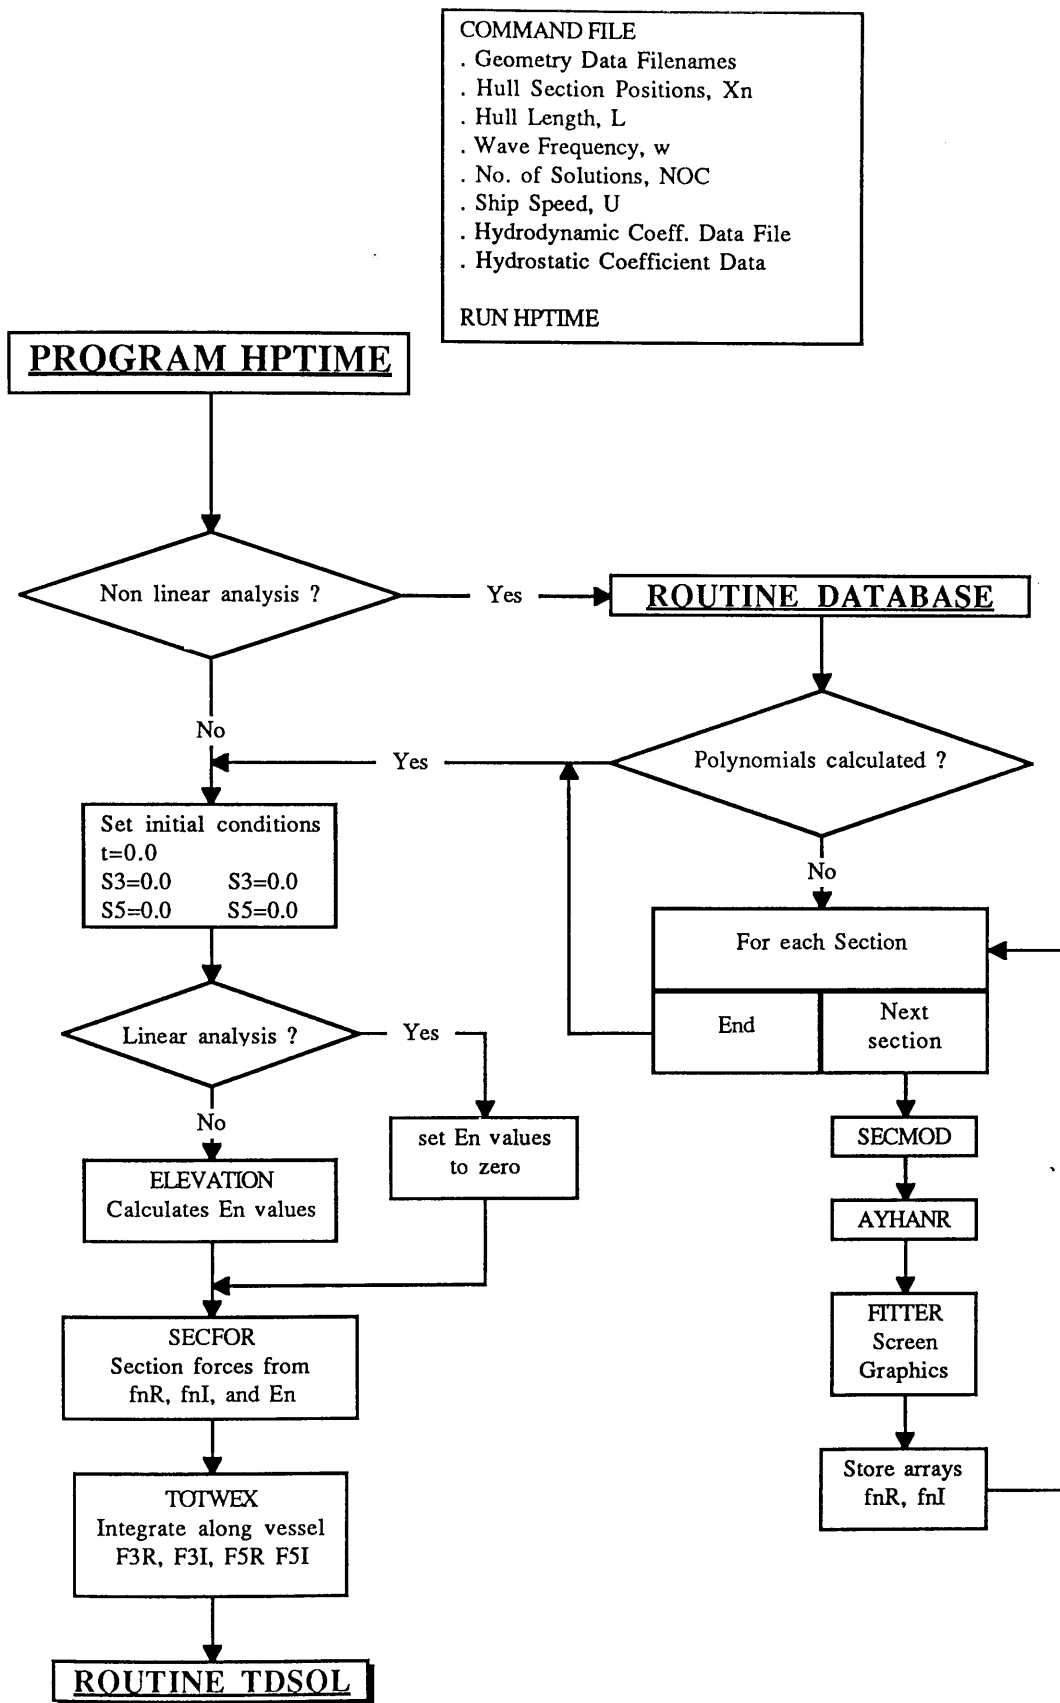 COMMAND FILE
. Geometry Data Filenames
. Hull Section Positions, Xn
. Hull Length, L
. Wave Frequency, w
. No. of Solutions, NOC
. Ship Speed, U
. Hydrodynamic Coeff. Data File
. Hydrostatic Coefficient Data
RUN HPTIME
PROGRAM HPTIME
Non linear analysis ?
Yes
ROUTINE DATABASE
No
Yes
Polynomials calculated ?
Set initial conditions
t=0.0
S3=0.0 S3=0.0
S5=0.0 S5=0.0
No
For each Section
End
Next
section
Linear analysis ?
Yes
No
set En values
to zero
SECMOD
ELEVATION
Calculates En values
AYHANR
SECFOR
Section forces from
fnR, fnI, and En
FITTER
Screen
Graphics
TOTWEX
Integrate along vessel
F3R, F3I, F5R F5I
Store arrays
fnR, fnI
ROUTINE TDSOL